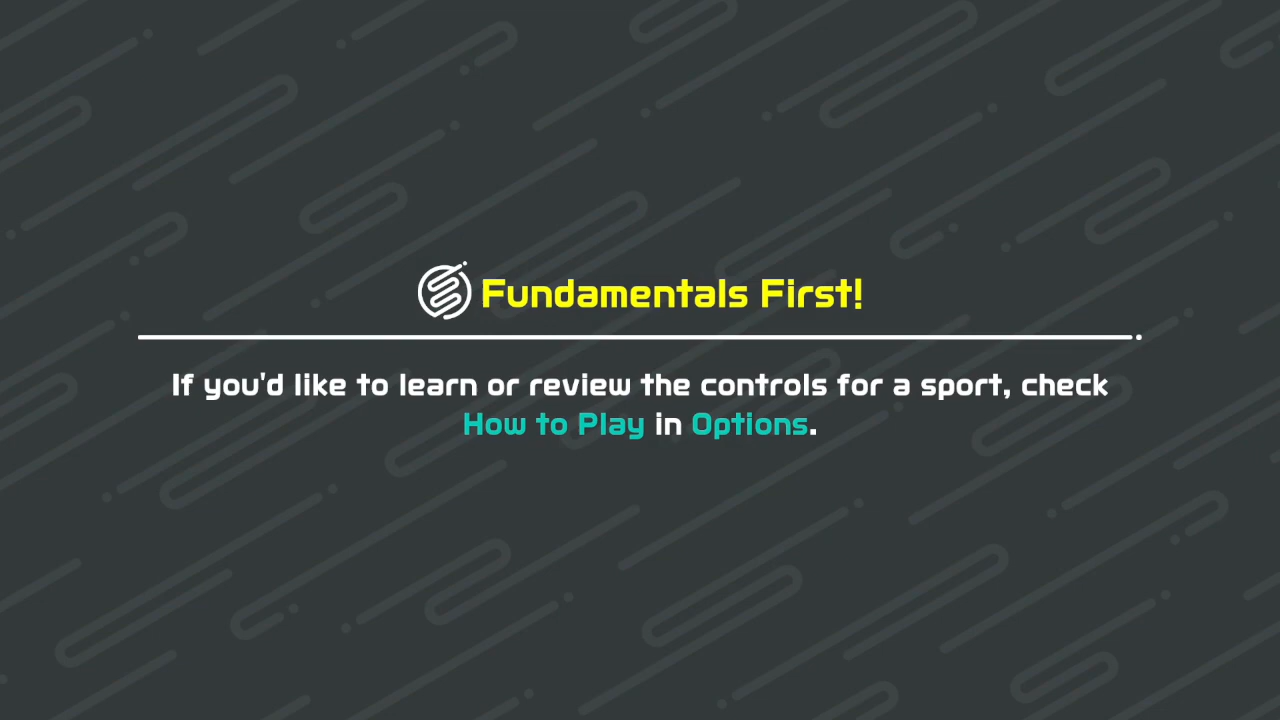 Fundamentals First!
If you'd like to learn or review the controls for a sport, check
How to Play in Options.